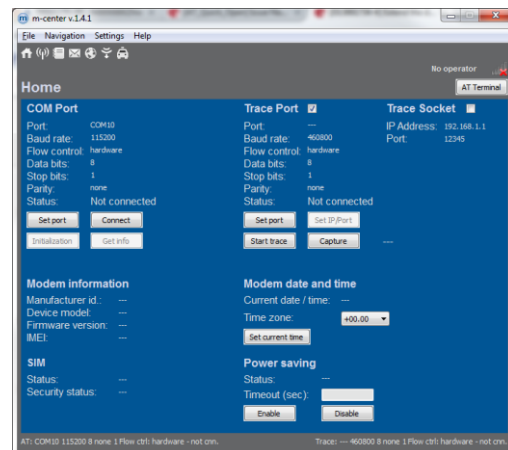 m-center v.1.4.1
File Navigation Settings Help
No operator
Home
AT Terminal
COM Port
Port: COM10
Baud rate: 115200
Flow control: hardware
Data bits: 8
Stop bits: 1
Parity: none
Status: Not connected
Set port Connect
Initialization Get info
Trace Port
Port: ---
Baud rate: 460800
Flow control: hardware
Data bits: 8
Stop bits: 1
Parity: none
Status: Not connected
Set port Set IP/Port
Start trace Capture ---
Trace Socket
IP Address: 192.168.1.1
Port: 12345
Modem information
Manufacturer id.: ---
Device model: ---
Firmware version: ---
IMEI: ---
Modem date and time
Current date / time: ---
Time zone: +00.00
Set current time
SIM
Status: ---
Security status: ---
Power saving
Status: ---
Timeout (sec):
Enable Disable
AT: COM10 115200 8 none 1 Flow ctrl: hardware - not cnn.
Trace: --- 460800 8 none 1 Flow ctrl: hardware - not cnn.